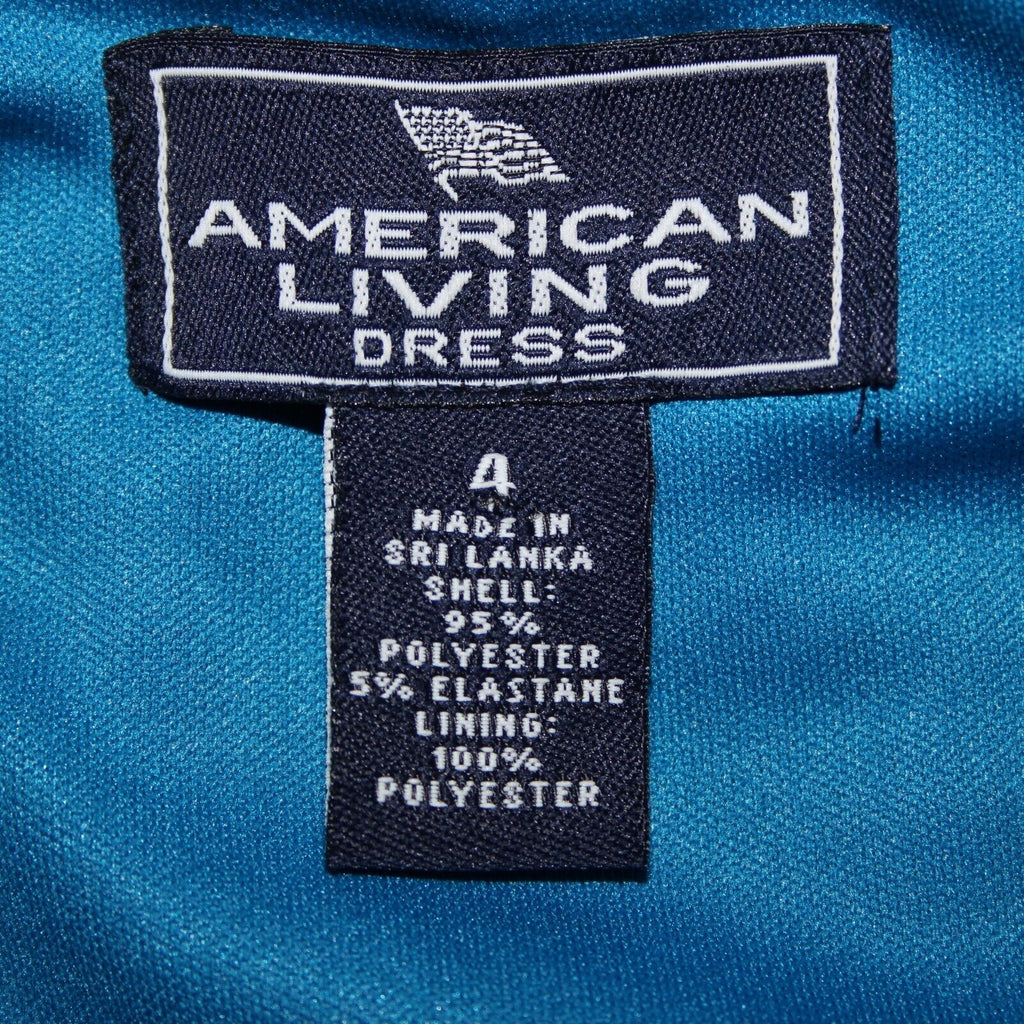 AMERICAN
LIVING
DRESS
4
MADE IN
SRI LANKA
SHELL:
95%
POLYESTER
5% ELASTANE
LINING:
100%
POLYESTER